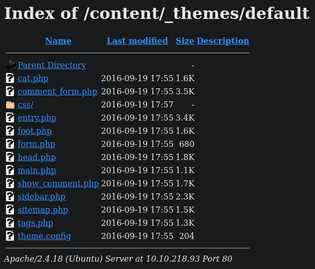 Index of /content/_themes/default
Name Last modified Size Description
Parent Directory -
cat.php 2016-09-19 17:55 1.6K
comment_form.php 2016-09-19 17:55 3.5K
css/ 2016-09-19 17:57 -
entry.php 2016-09-19 17:55 3.4K
foot.php 2016-09-19 17:55 1.6K
form.php 2016-09-19 17:55 680
head.php 2016-09-19 17:55 1.8K
main.php 2016-09-19 17:55 1.1K
show_comment.php 2016-09-19 17:55 1.7K
sidebar.php 2016-09-19 17:55 2.3K
sitemap.php 2016-09-19 17:55 1.5K
tags.php 2016-09-19 17:55 1.3K
theme.config 2016-09-19 17:55 204
Apache/2.4.18 (Ubuntu) Server at 10.10.218.93 Port 80